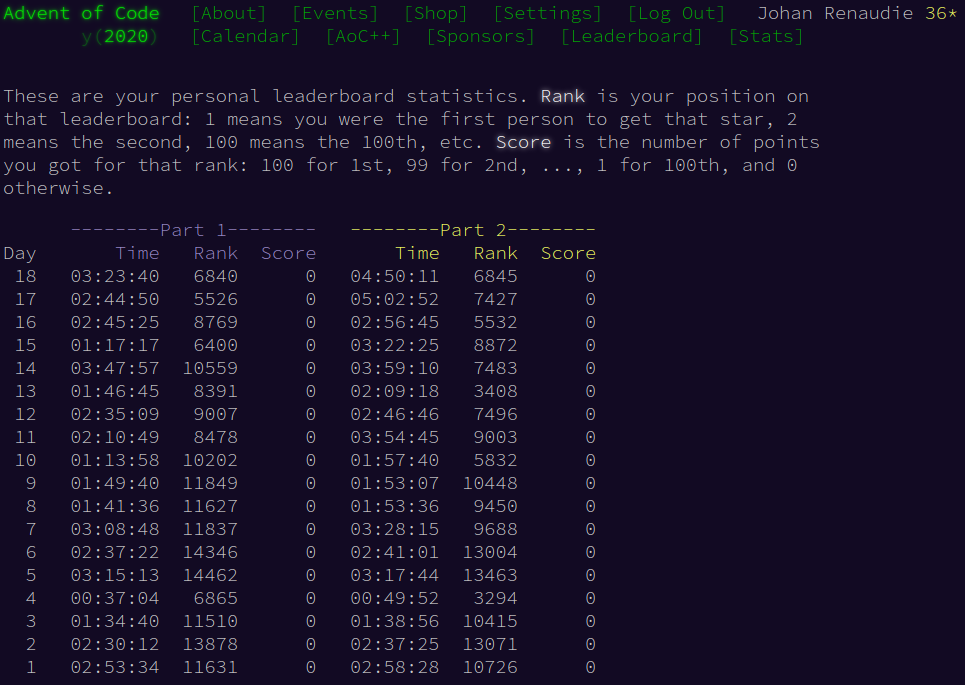 Advent of Code [About] [Events] [Shop] [Settings] [Log Out] Johan Renaudie 36*
y(2020) [Calendar] [AoC++] [Sponsors] [Leaderboard] [Stats]
These are your personal leaderboard statistics. Rank is your position on
that leaderboard: 1 means you were the first person to get that star, 2
means the second, 100 means the 100th, etc. Score is the number of points
you got for that rank: 100 for 1st, 99 for 2nd, ..., 1 for 100th, and 0
otherwise.
--------Part 1-------- --------Part 2--------
Day Time Rank Score Time Rank Score
18 03:23:40 6840 0 04:50:11 6845 0
17 02:44:50 5526 0 05:02:52 7427 0
16 02:45:25 8769 0 02:56:45 5532 0
15 01:17:17 6400 0 03:22:25 8872 0
14 03:47:57 10559 0 03:59:10 7483 0
13 01:46:45 8391 0 02:09:18 3408 0
12 02:35:09 9007 0 02:46:46 7496 0
11 02:10:49 8478 0 03:54:45 9003 0
10 01:13:58 10202 0 01:57:40 5832 0
9 01:49:40 11849 0 01:53:07 10448 0
8 01:41:36 11627 0 01:53:36 9450 0
7 03:08:48 11837 0 03:28:15 9688 0
6 02:37:22 14346 0 02:41:01 13004 0
5 03:15:13 14462 0 03:17:44 13463 0
4 00:37:04 6865 0 00:49:52 3294 0
3 01:34:40 11510 0 01:38:56 10415 0
2 02:30:12 13878 0 02:37:25 13071 0
1 02:53:34 11631 0 02:58:28 10726 0